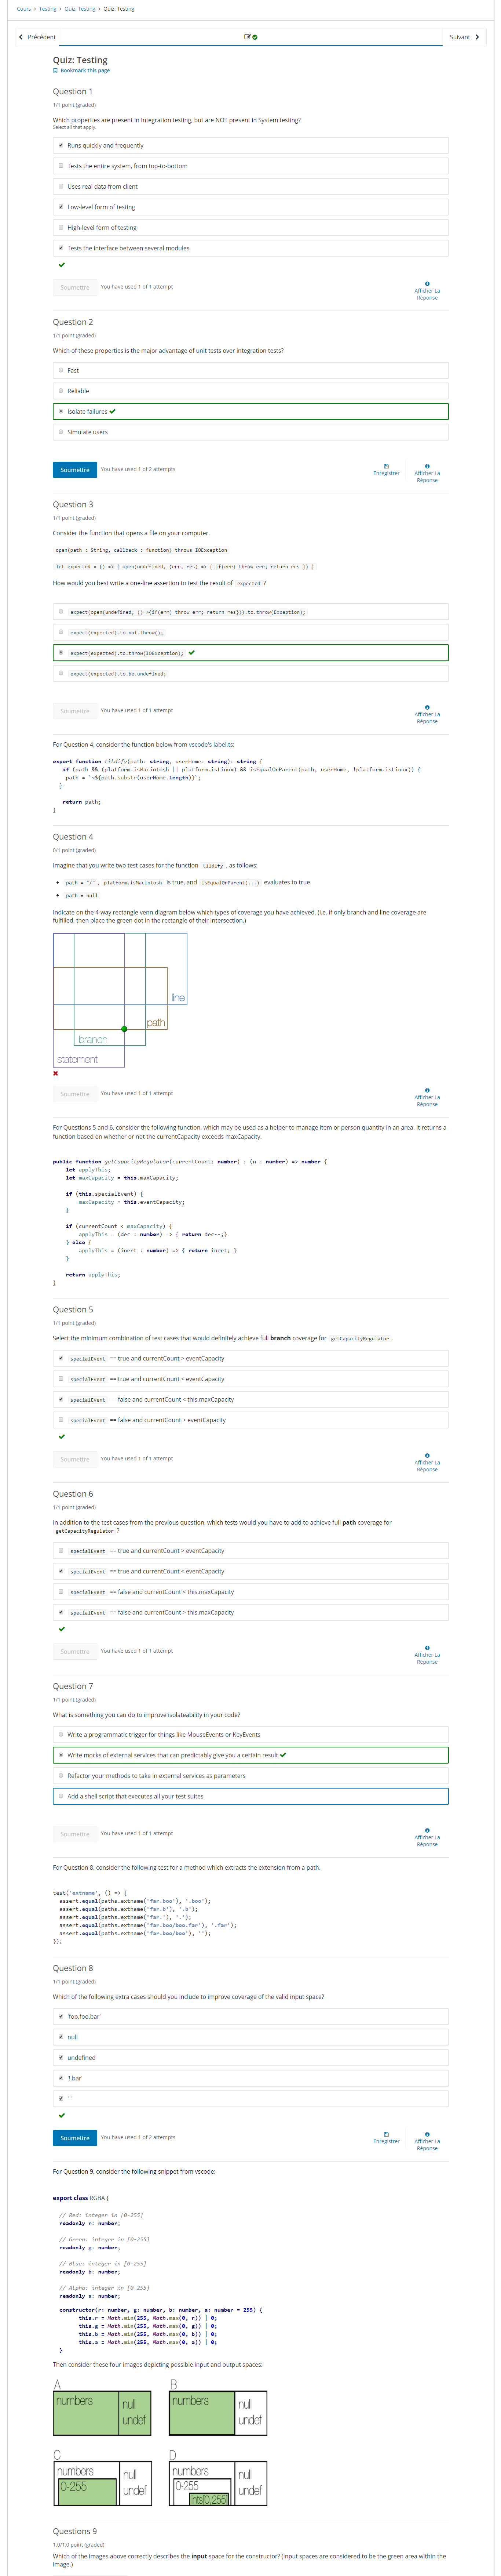 Cours > Testing > Quiz: Testing > Quiz: Testing
Précédent
Suivant
Quiz: Testing
Bookmark this page
Question 1
1/1 point (graded)
Which properties are present in Integration testing, but are NOT present in System testing?
Select all that apply.
Runs quickly and frequently
Tests the entire system, from top-to-bottom
Uses real data from client
Low-level form of testing
High-level form of testing
Tests the interface between several modules
Soumettre
You have used 1 of 1 attempt
Afficher La
Réponse
Question 2
1/1 point (graded)
Which of these properties is the major advantage of unit tests over integration tests?
Fast
Reliable
Isolate failures
Simulate users
Soumettre
You have used 1 of 2 attempts
Enregistrer
Afficher La
Réponse
Question 3
1/1 point (graded)
Consider the function that opens a file on your computer.
open(path : String, callback : function) throws IOException
let expected = () => { open(undefined, (err, res) => { if(err) throw err; return res }) }
How would you best write a one-line assertion to test the result of expected ?
expect(open(undefined, ()=>{if(err) throw err; return res})).to.throw(Exception);
expect(expected).to.not.throw();
expect(expected).to.throw(IOException);
expect(expected).to.be.undefined;
Soumettre
You have used 1 of 1 attempt
Afficher La
Réponse
For Question 4, consider the function below from vscode's label.ts:
export function tildify(path: string, userHome: string): string {
if (path && (platform.isMacintosh || platform.isLinux) && isEqualOrParent(path, userHome, !platform.isLinux)) {
path = `~${path.substr(userHome.length)}`;
}
return path;
}
Question 4
0/1 point (graded)
Imagine that you write two test cases for the function tildify , as follows:
path = "/" , platform.isMacintosh is true, and isEqualOrParent(...) evaluates to true
path = null
Indicate on the 4-way rectangle venn diagram below which types of coverage you have achieved. (i.e. if only branch and line coverage are
fulfilled, then place the green dot in the rectangle of their intersection.)
line
path
branch
statement
Soumettre
You have used 1 of 1 attempt
Afficher La
Réponse
For Questions 5 and 6, consider the following function, which may be used as a helper to manage item or person quantity in an area. It returns a
function based on whether or not the currentCapacity exceeds maxCapacity.
public function getCapacityRegulator(currentCount: number) : (n : number) => number {
let applyThis;
let maxCapacity = this.maxCapacity;
if (this.specialEvent) {
maxCapacity = this.eventCapacity;
}
if (currentCount < maxCapacity) {
applyThis = (dec : number) => { return dec--;}
} else {
applyThis = (inert : number) => { return inert; }
}
return applyThis;
}
Question 5
1/1 point (graded)
Select the minimum combination of test cases that would definitely achieve full branch coverage for getCapacityRegulator .
specialEvent == true and currentCount > eventCapacity
specialEvent == true and currentCount < eventCapacity
specialEvent == false and currentCount < this.maxCapacity
specialEvent == false and currentCount > eventCapacity
Soumettre
You have used 1 of 1 attempt
Afficher La
Réponse
Question 6
1/1 point (graded)
In addition to the test cases from the previous question, which tests would you have to add to achieve full path coverage for
getCapacityRegulator ?
specialEvent == true and currentCount > eventCapacity
specialEvent == true and currentCount < eventCapacity
specialEvent == false and currentCount < this.maxCapacity
specialEvent == false and currentCount > this.maxCapacity
Soumettre
You have used 1 of 1 attempt
Afficher La
Réponse
Question 7
1/1 point (graded)
What is something you can do to improve isolateability in your code?
Write a programmatic trigger for things like MouseEvents or KeyEvents
Write mocks of external services that can predictably give you a certain result
Refactor your methods to take in external services as parameters
Add a shell script that executes all your test suites
Soumettre
You have used 1 of 1 attempt
Afficher La
Réponse
For Question 8, consider the following test for a method which extracts the extension from a path.
test('extname', () => {
assert.equal(paths.extname('far.boo'), '.boo');
assert.equal(paths.extname('far.b'), '.b');
assert.equal(paths.extname('far.'), '.');
assert.equal(paths.extname('far.boo/boo.far'), '.far');
assert.equal(paths.extname('far.boo/boo'), '');
});
Question 8
1/1 point (graded)
Which of the following extra cases should you include to improve coverage of the valid input space?
'foo.foo.bar'
null
undefined
'!.bar'
' '
Soumettre
You have used 1 of 2 attempts
Enregistrer
Afficher La
Réponse
For Question 9, consider the following snippet from vscode:
export class RGBA {
// Red: integer in [0-255]
readonly r: number;
// Green: integer in [0-255]
readonly g: number;
// Blue: integer in [0-255]
readonly b: number;
// Alpha: integer in [0-255]
readonly a: number;
constructor(r: number, g: number, b: number, a: number = 255) {
this.r = Math.min(255, Math.max(0, r)) | 0;
this.g = Math.min(255, Math.max(0, g)) | 0;
this.b = Math.min(255, Math.max(0, b)) | 0;
this.a = Math.min(255, Math.max(0, a)) | 0;
}
Then consider these four images depicting possible input and output spaces:
A
numbers
null
undef
B
numbers
null
undef
C
numbers
0-255
null
undef
D
numbers
0-255
ints[0,255]
null
undef
Questions 9
1.0/1.0 point (graded)
Which of the images above correctly describes the input space for the constructor? (Input spaces are considered to be the green area within the
image.)